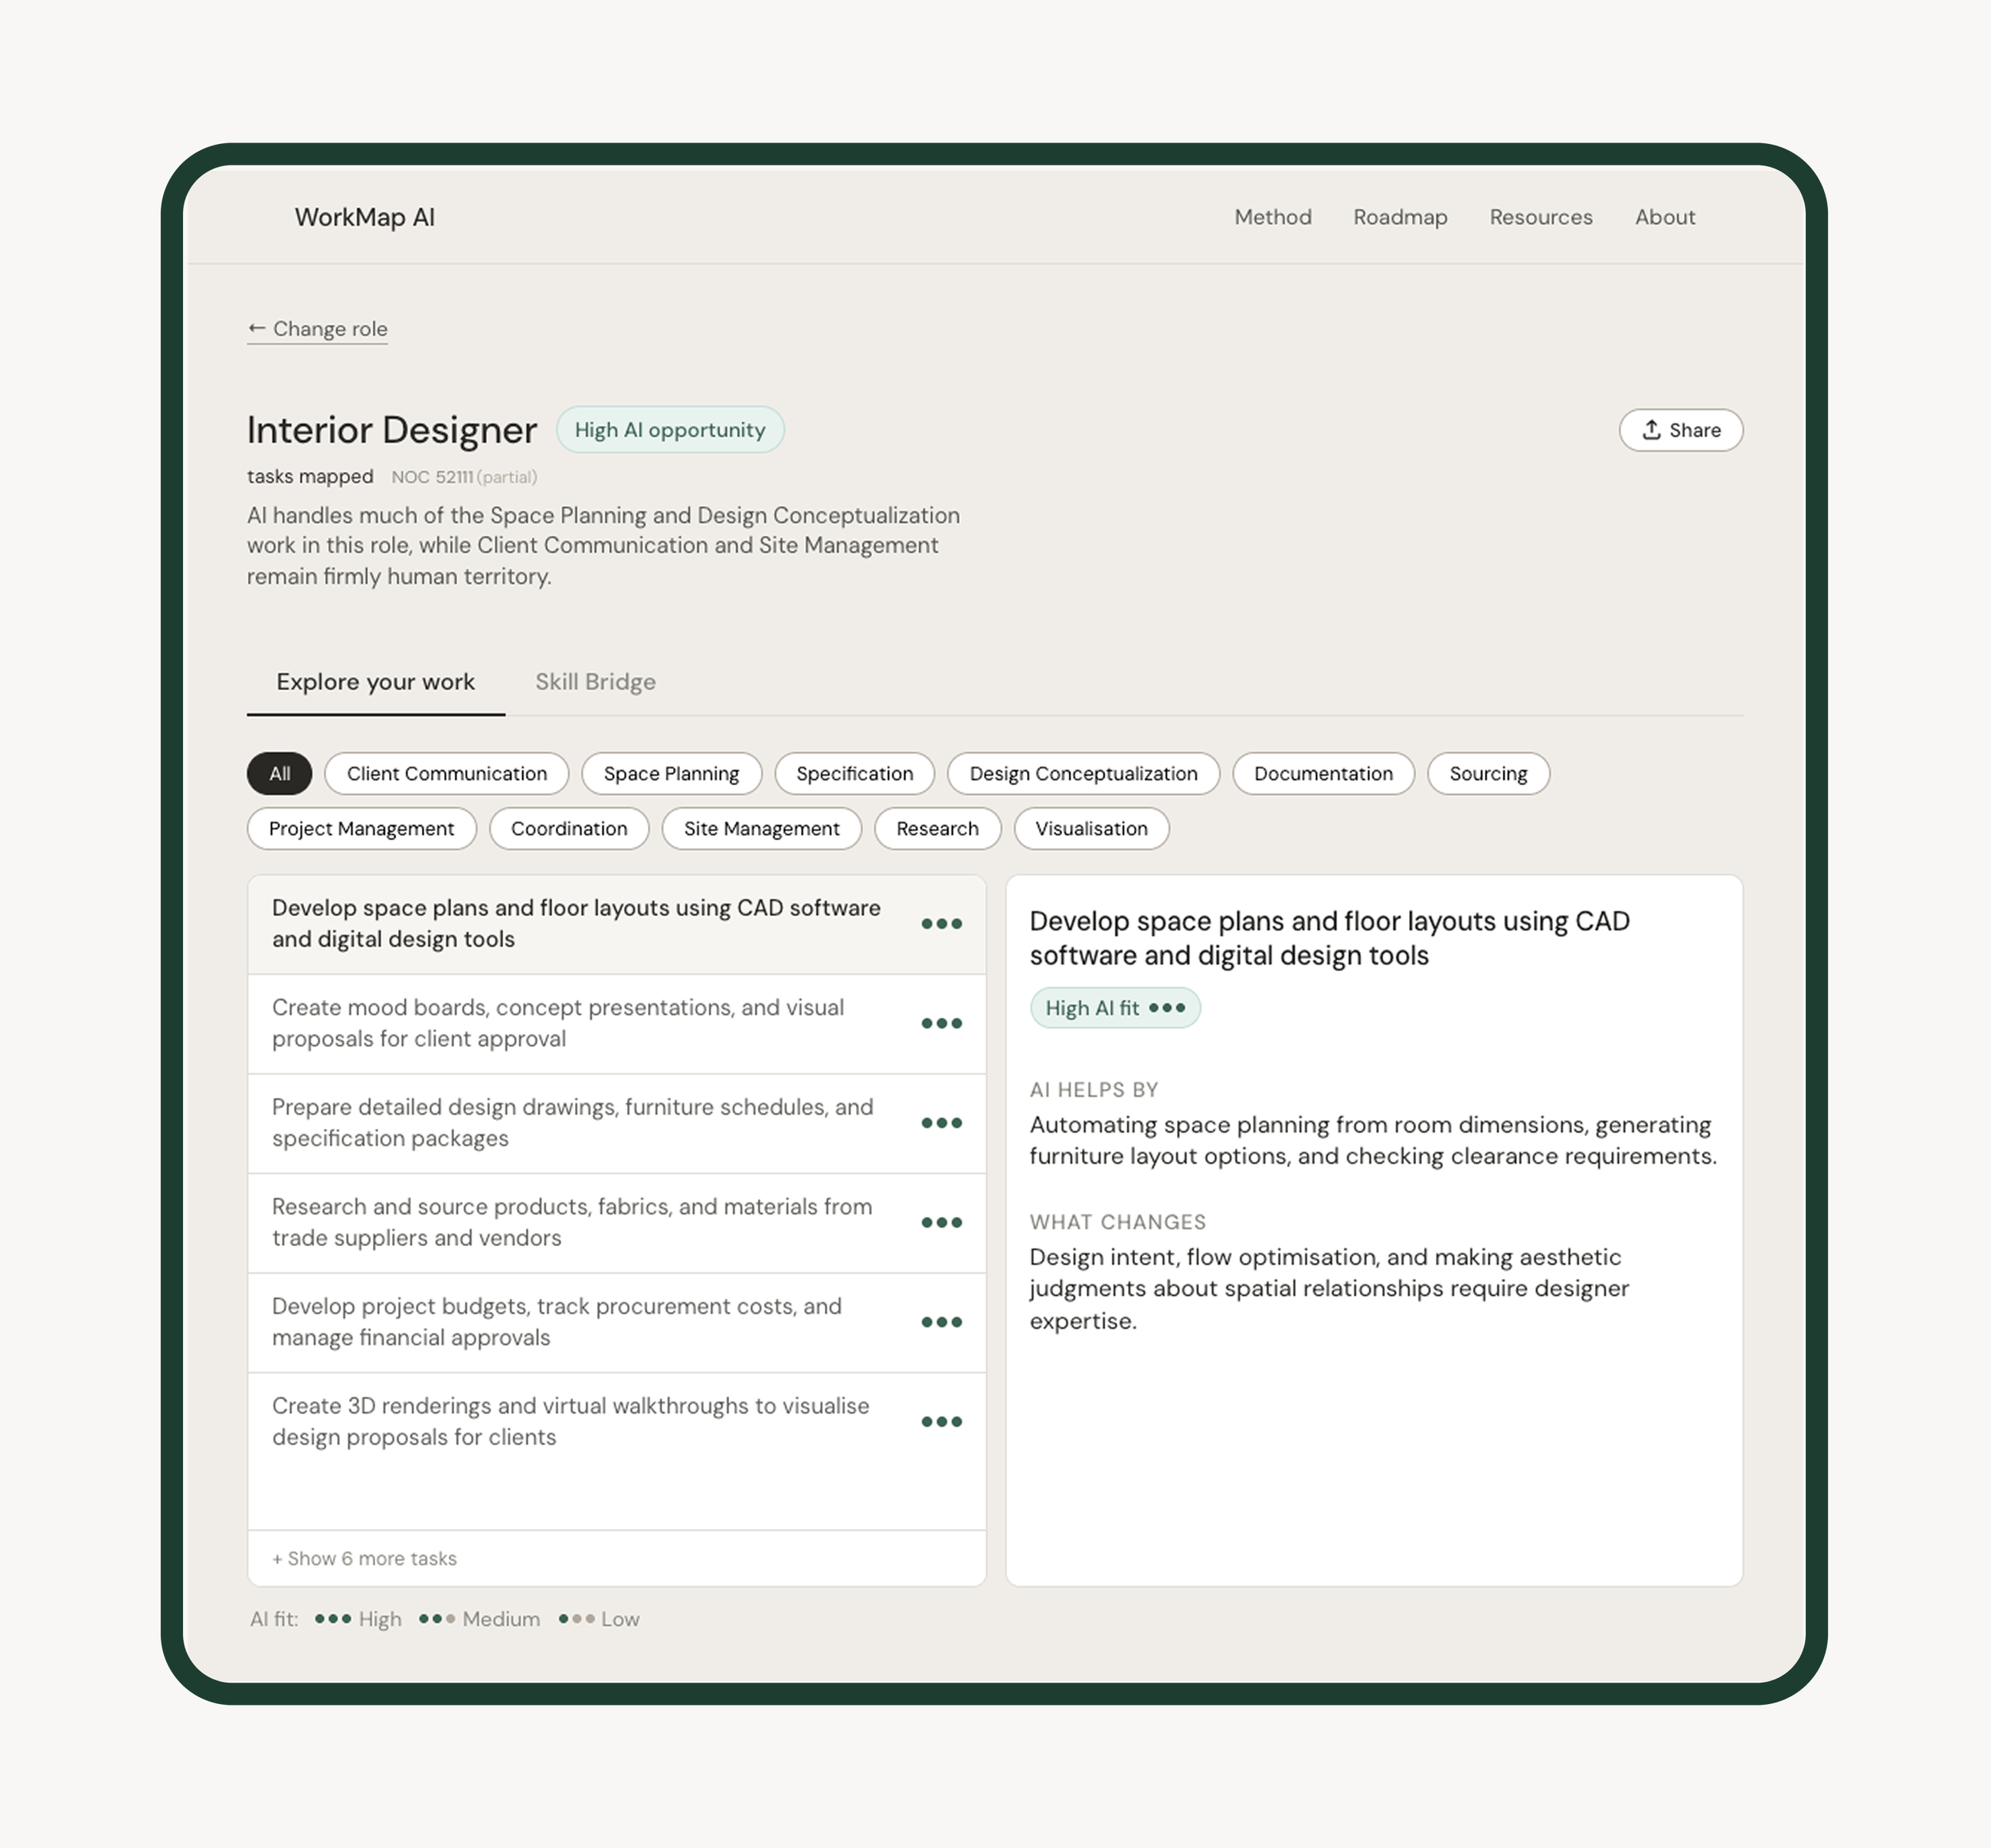 WorkMap AI
Method Roadmap Resources About
← Change role
Interior Designer High AI opportunity
Share
tasks mapped NOC 52111 (partial)
AI handles much of the Space Planning and Design Conceptualization
work in this role, while Client Communication and Site Management
remain firmly human territory.
Explore your work Skill Bridge
All Client Communication Space Planning Specification Design Conceptualization Documentation Sourcing
Project Management Coordination Site Management Research Visualisation
Develop space plans and floor layouts using CAD software
and digital design tools
Create mood boards, concept presentations, and visual
proposals for client approval
Prepare detailed design drawings, furniture schedules, and
specification packages
Research and source products, fabrics, and materials from
trade suppliers and vendors
Develop project budgets, track procurement costs, and
manage financial approvals
Create 3D renderings and virtual walkthroughs to visualise
design proposals for clients
+ Show 6 more tasks
Develop space plans and floor layouts using CAD
software and digital design tools
High AI fit
AI HELPS BY
Automating space planning from room dimensions, generating
furniture layout options, and checking clearance requirements.
WHAT CHANGES
Design intent, flow optimisation, and making aesthetic
judgments about spatial relationships require designer
expertise.
AI fit: High Medium Low